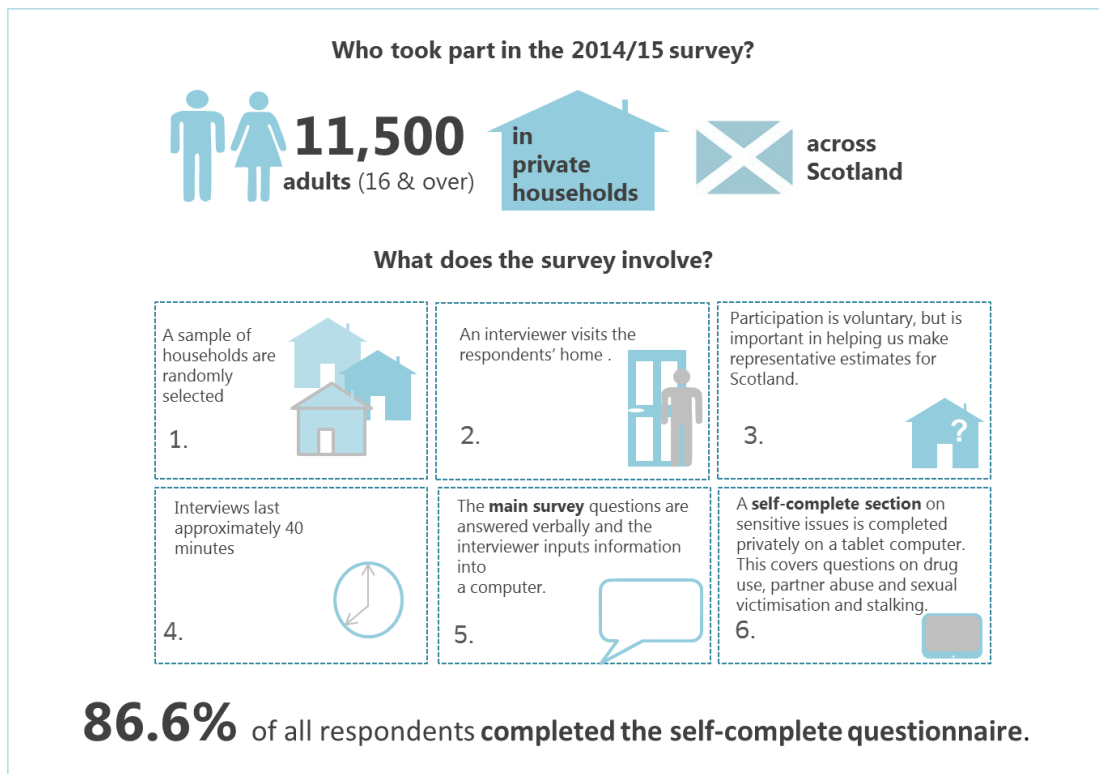 Who took part in the 2014/15 survey?
11,500
adults (16 & over)
in
private
households
across
Scotland
What does the survey involve?
A sample of
households are
randomly
selected
1.
An interviewer visits the
respondents' home .
2.
Participation is voluntary, but is
important in helping us make
representative estimates for
Scotland.
?
3.
Interviews last
approximately 40
minutes
4.
The main survey questions are
answered verbally and the
interviewer inputs information
into
a computer.
5.
A self-complete section on
sensitive issues is completed
privately on a tablet computer.
This covers questions on drug
use, partner abuse and sexual
victimisation and stalking.
6.
86.6% of all respondents completed the self-complete questionnaire.